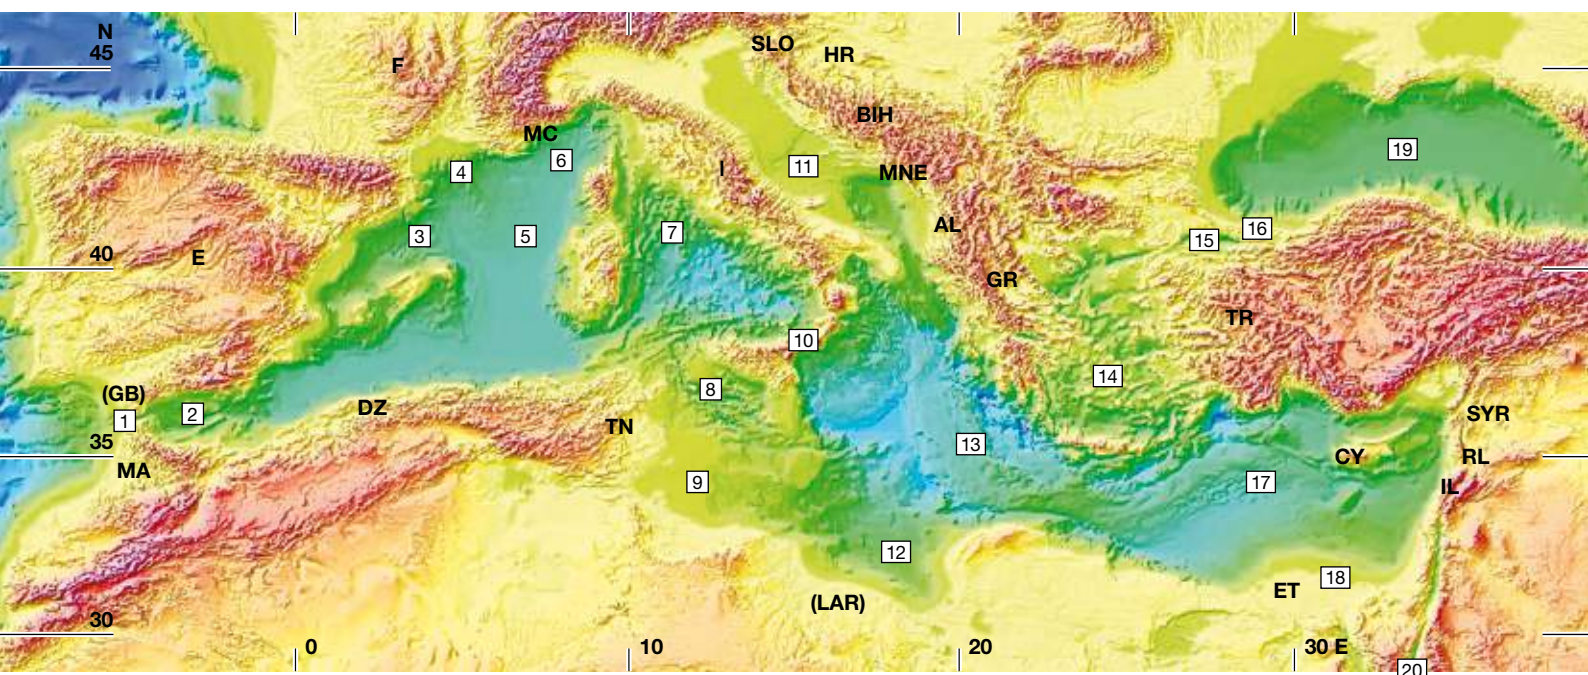 N
45
F
SLO
HR
BIH
MC
6
4
I
11
MNE
19
3
5
7
AL
15
16
40
E
GR
TR
10
14
8
(GB)
1
2
DZ
TN
SYR
35
13
CY
RL
MA
9
17
IL
12
18
(LAR)
ET
30
0
10
20
30 E
20